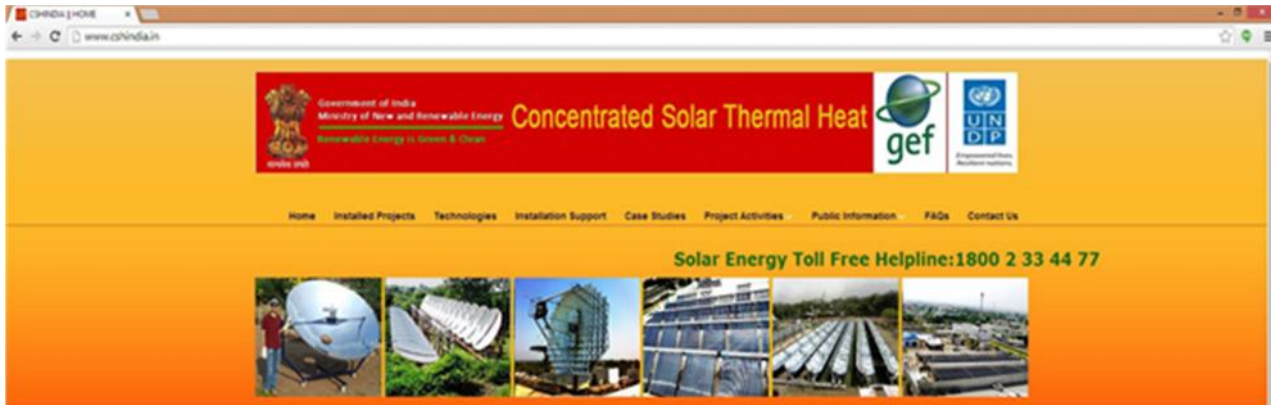 CSHINDIA || HOME
www.cshindia.in
Government of India
Ministry of New and Renewable Energy
Renewable Energy is Green & Clean
Concentrated Solar Thermal Heat
gef
U N
D P
Empowered lives.
Resilient nations.
Home Installed Projects Technologies Installation Support Case Studies Project Activities Public Information FAQs Contact Us
Solar Energy Toll Free Helpline:1800 2 33 44 77